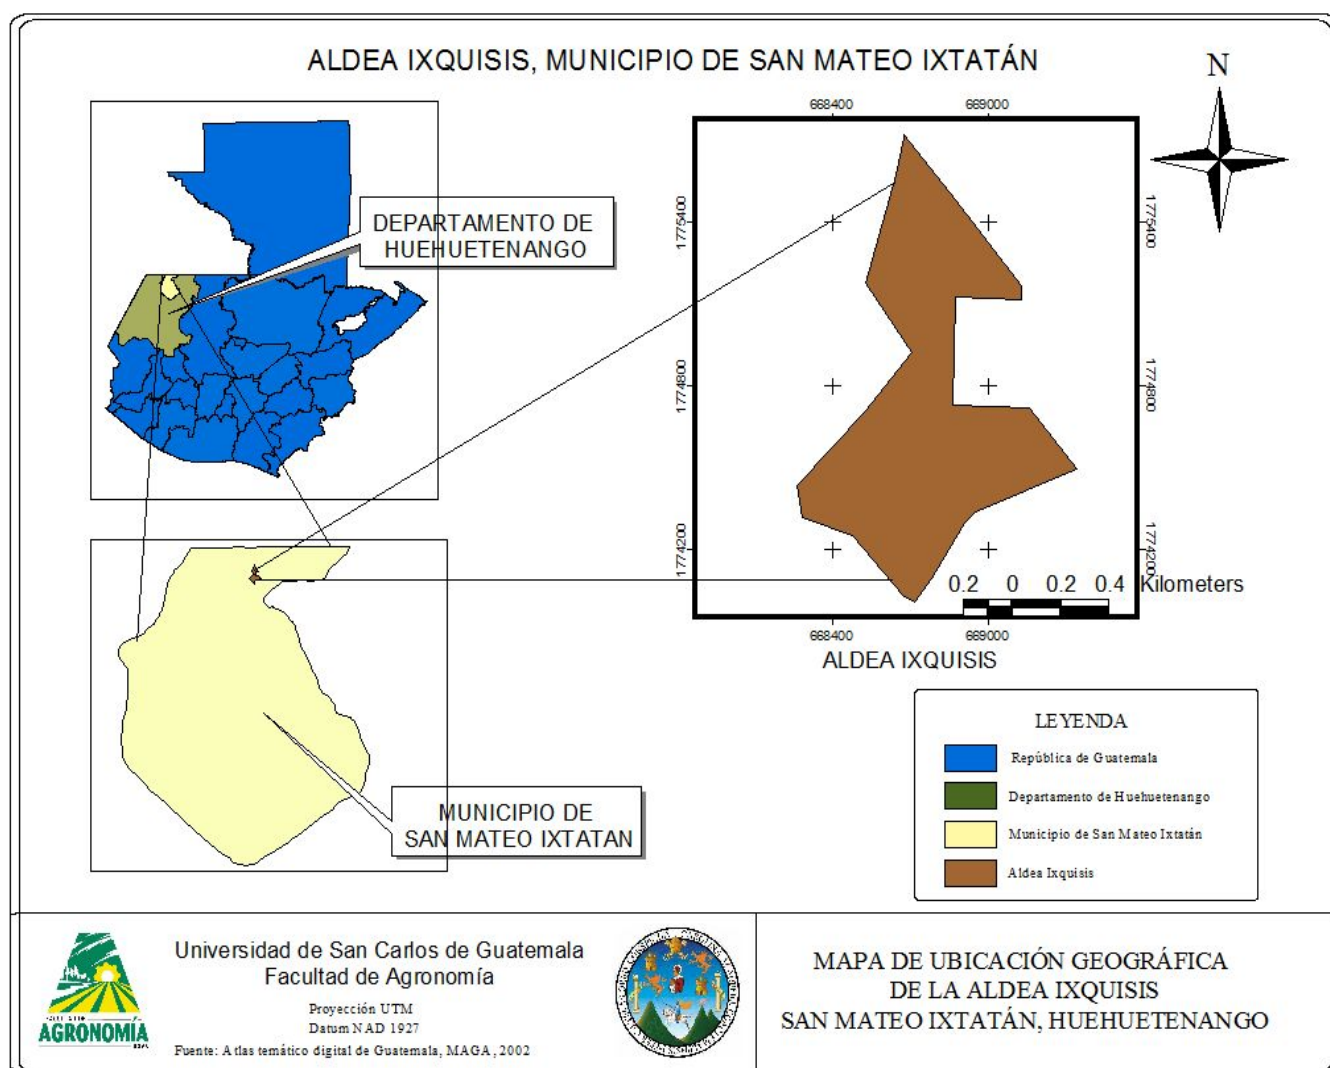 ALDEA IXQUISIS, MUNICIPIO DE SAN MATEO IXTATÁN
N
668400
669000
DEPARTAMENTO DE
HUEHUETENANGO
1775400
1775400
1774800
1774800
1774200
1774200
0.2 0 0.2 0.4 Kilometers
668400
669000
ALDEA IXQUISIS
MUNICIPIO DE
SAN MATEO IXTATAN
LEYENDA
República de Guatemala
Departamento de Huehuetenango
Municipio de San Mateo Ixtatán
Aldea Ixquisis
AGRONOMÍA
Universidad de San Carlos de Guatemala
Facultad de Agronomía
Proyección UTM
Datum NAD 1927
Fuente: Atlas temático digital de Guatemala, MAGA, 2002
MAPA DE UBICACIÓN GEOGRÁFICA
DE LA ALDEA IXQUISIS
SAN MATEO IXTATÁN, HUEHUETENANGO